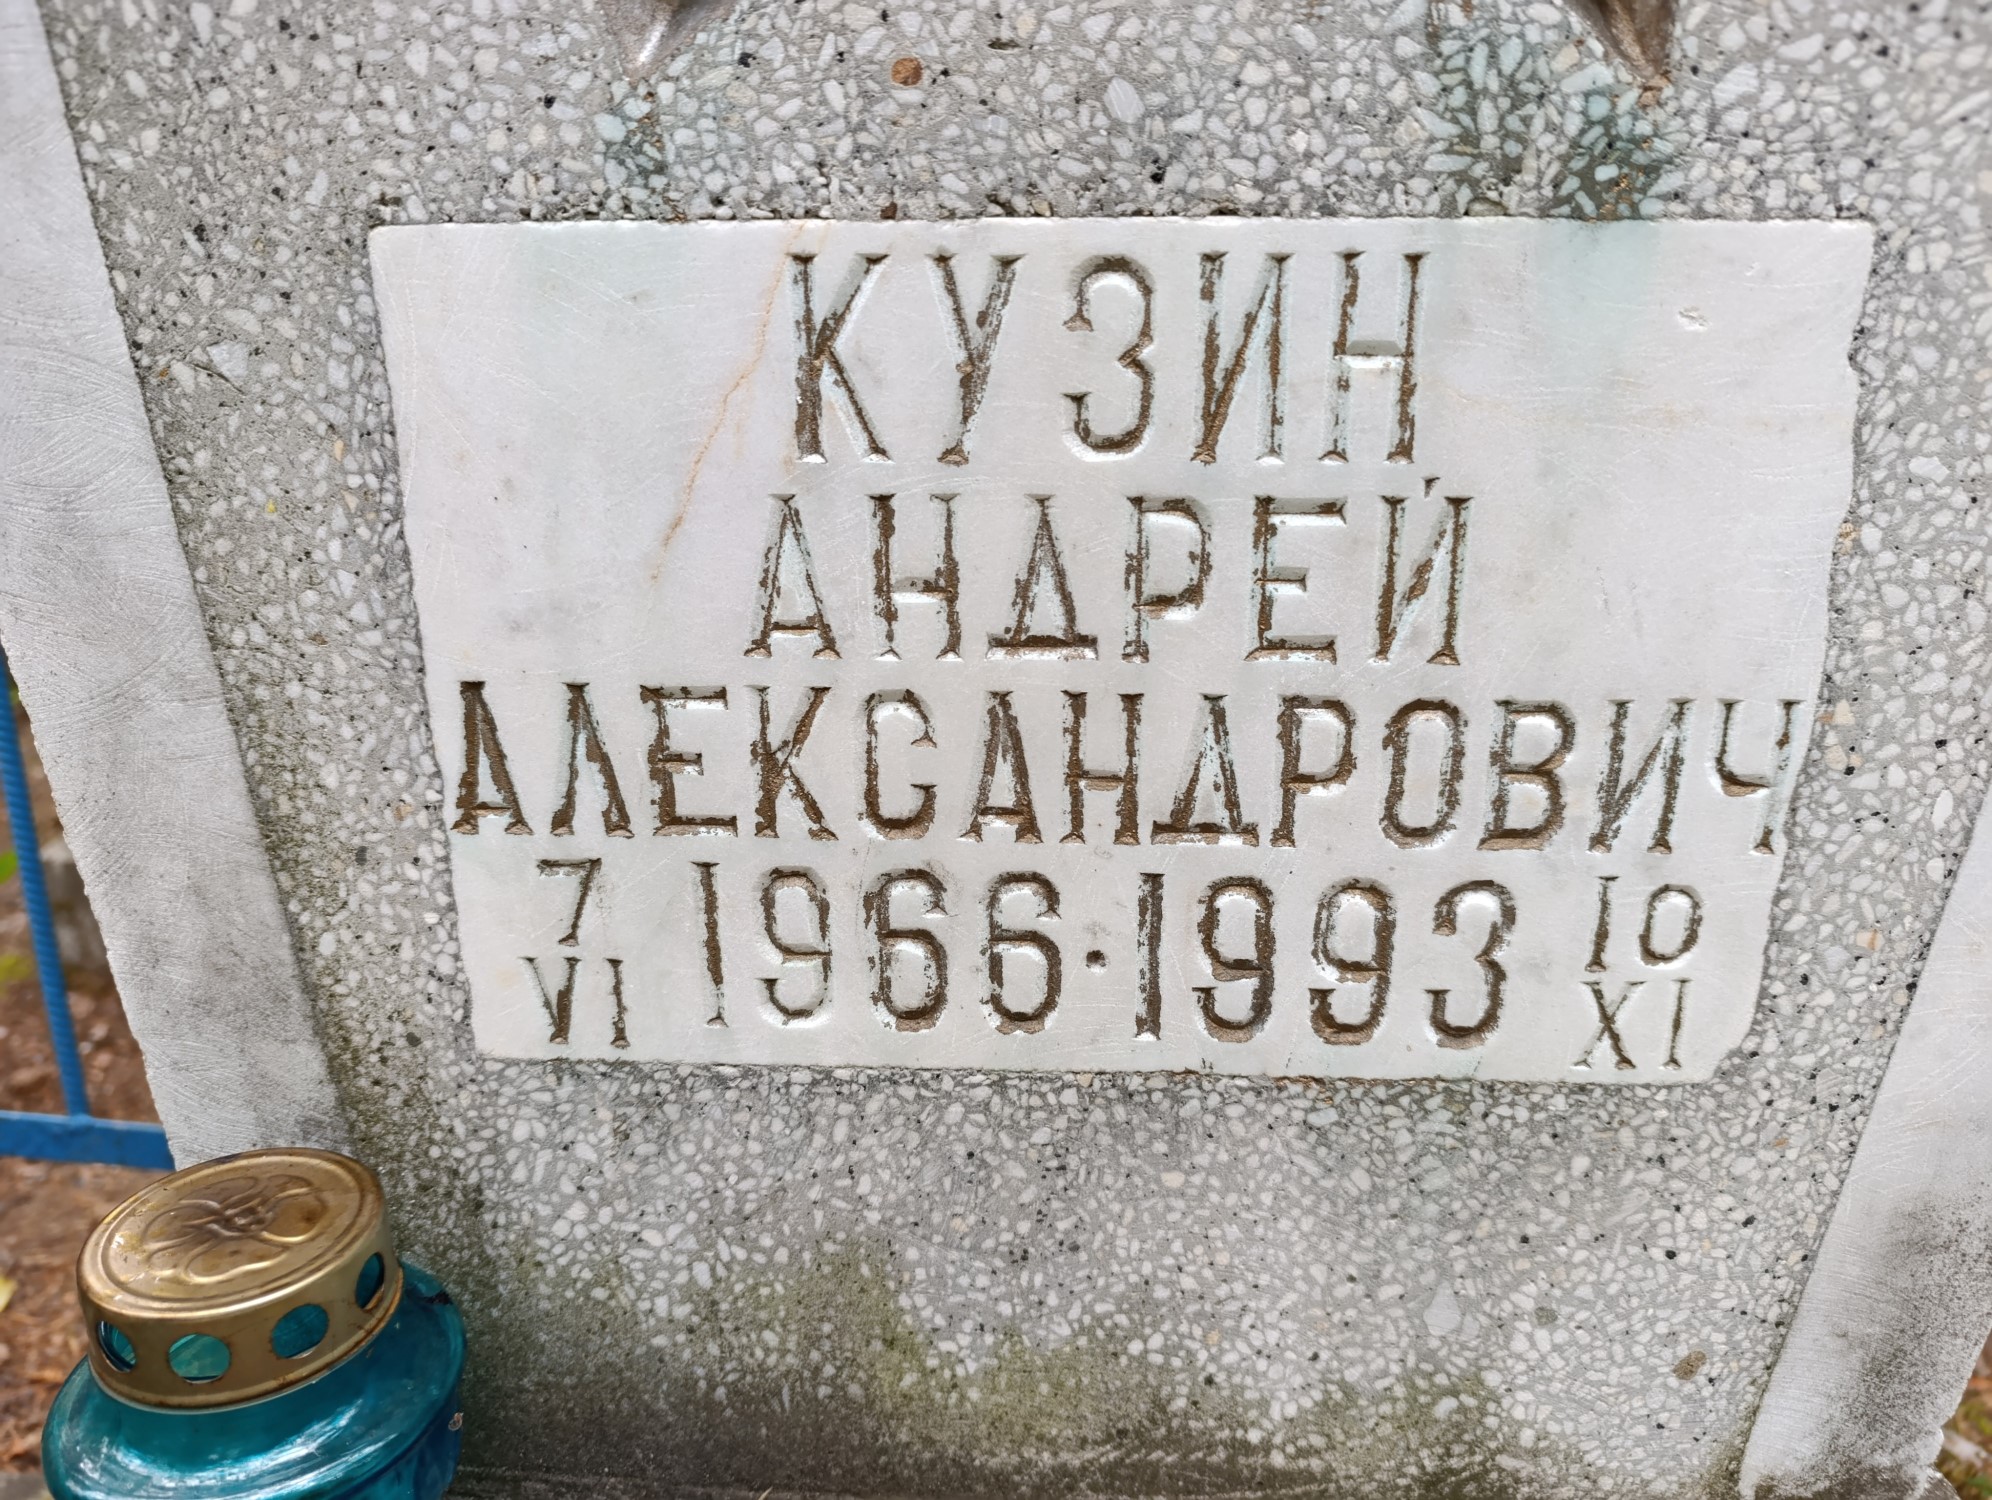 КУЗИН
АНДРЕЙ
АЛЕКСАНДРОВИЧ
7 1966·1993 10
VI XI